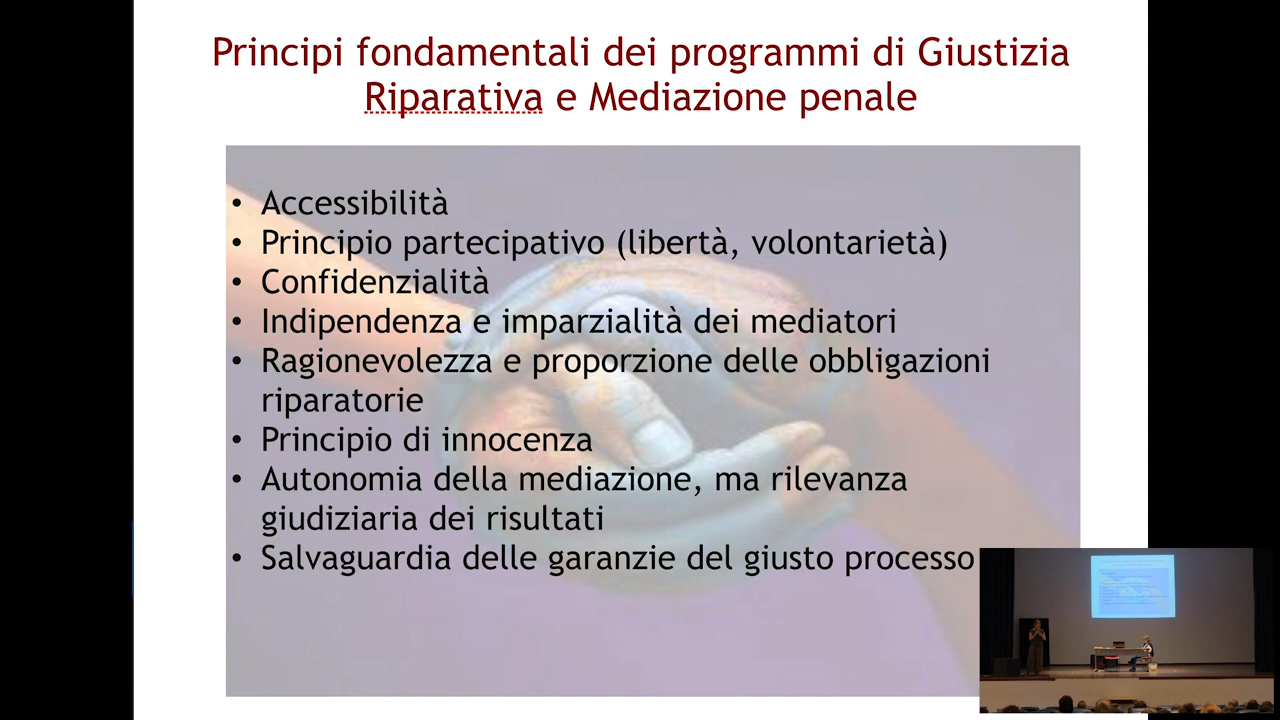 Principi fondamentali dei programmi di Giustizia
Riparativa e Mediazione penale
• Accessibilità
• Principio partecipativo (libertà, volontarietà)
• Confidenzialità
• Indipendenza e imparzialità dei mediatori
• Ragionevolezza e proporzione delle obbligazioni
riparatorie
• Principio di innocenza
• Autonomia della mediazione, ma rilevanza
giudiziaria dei risultati
• Salvaguardia delle garanzie del giusto processo